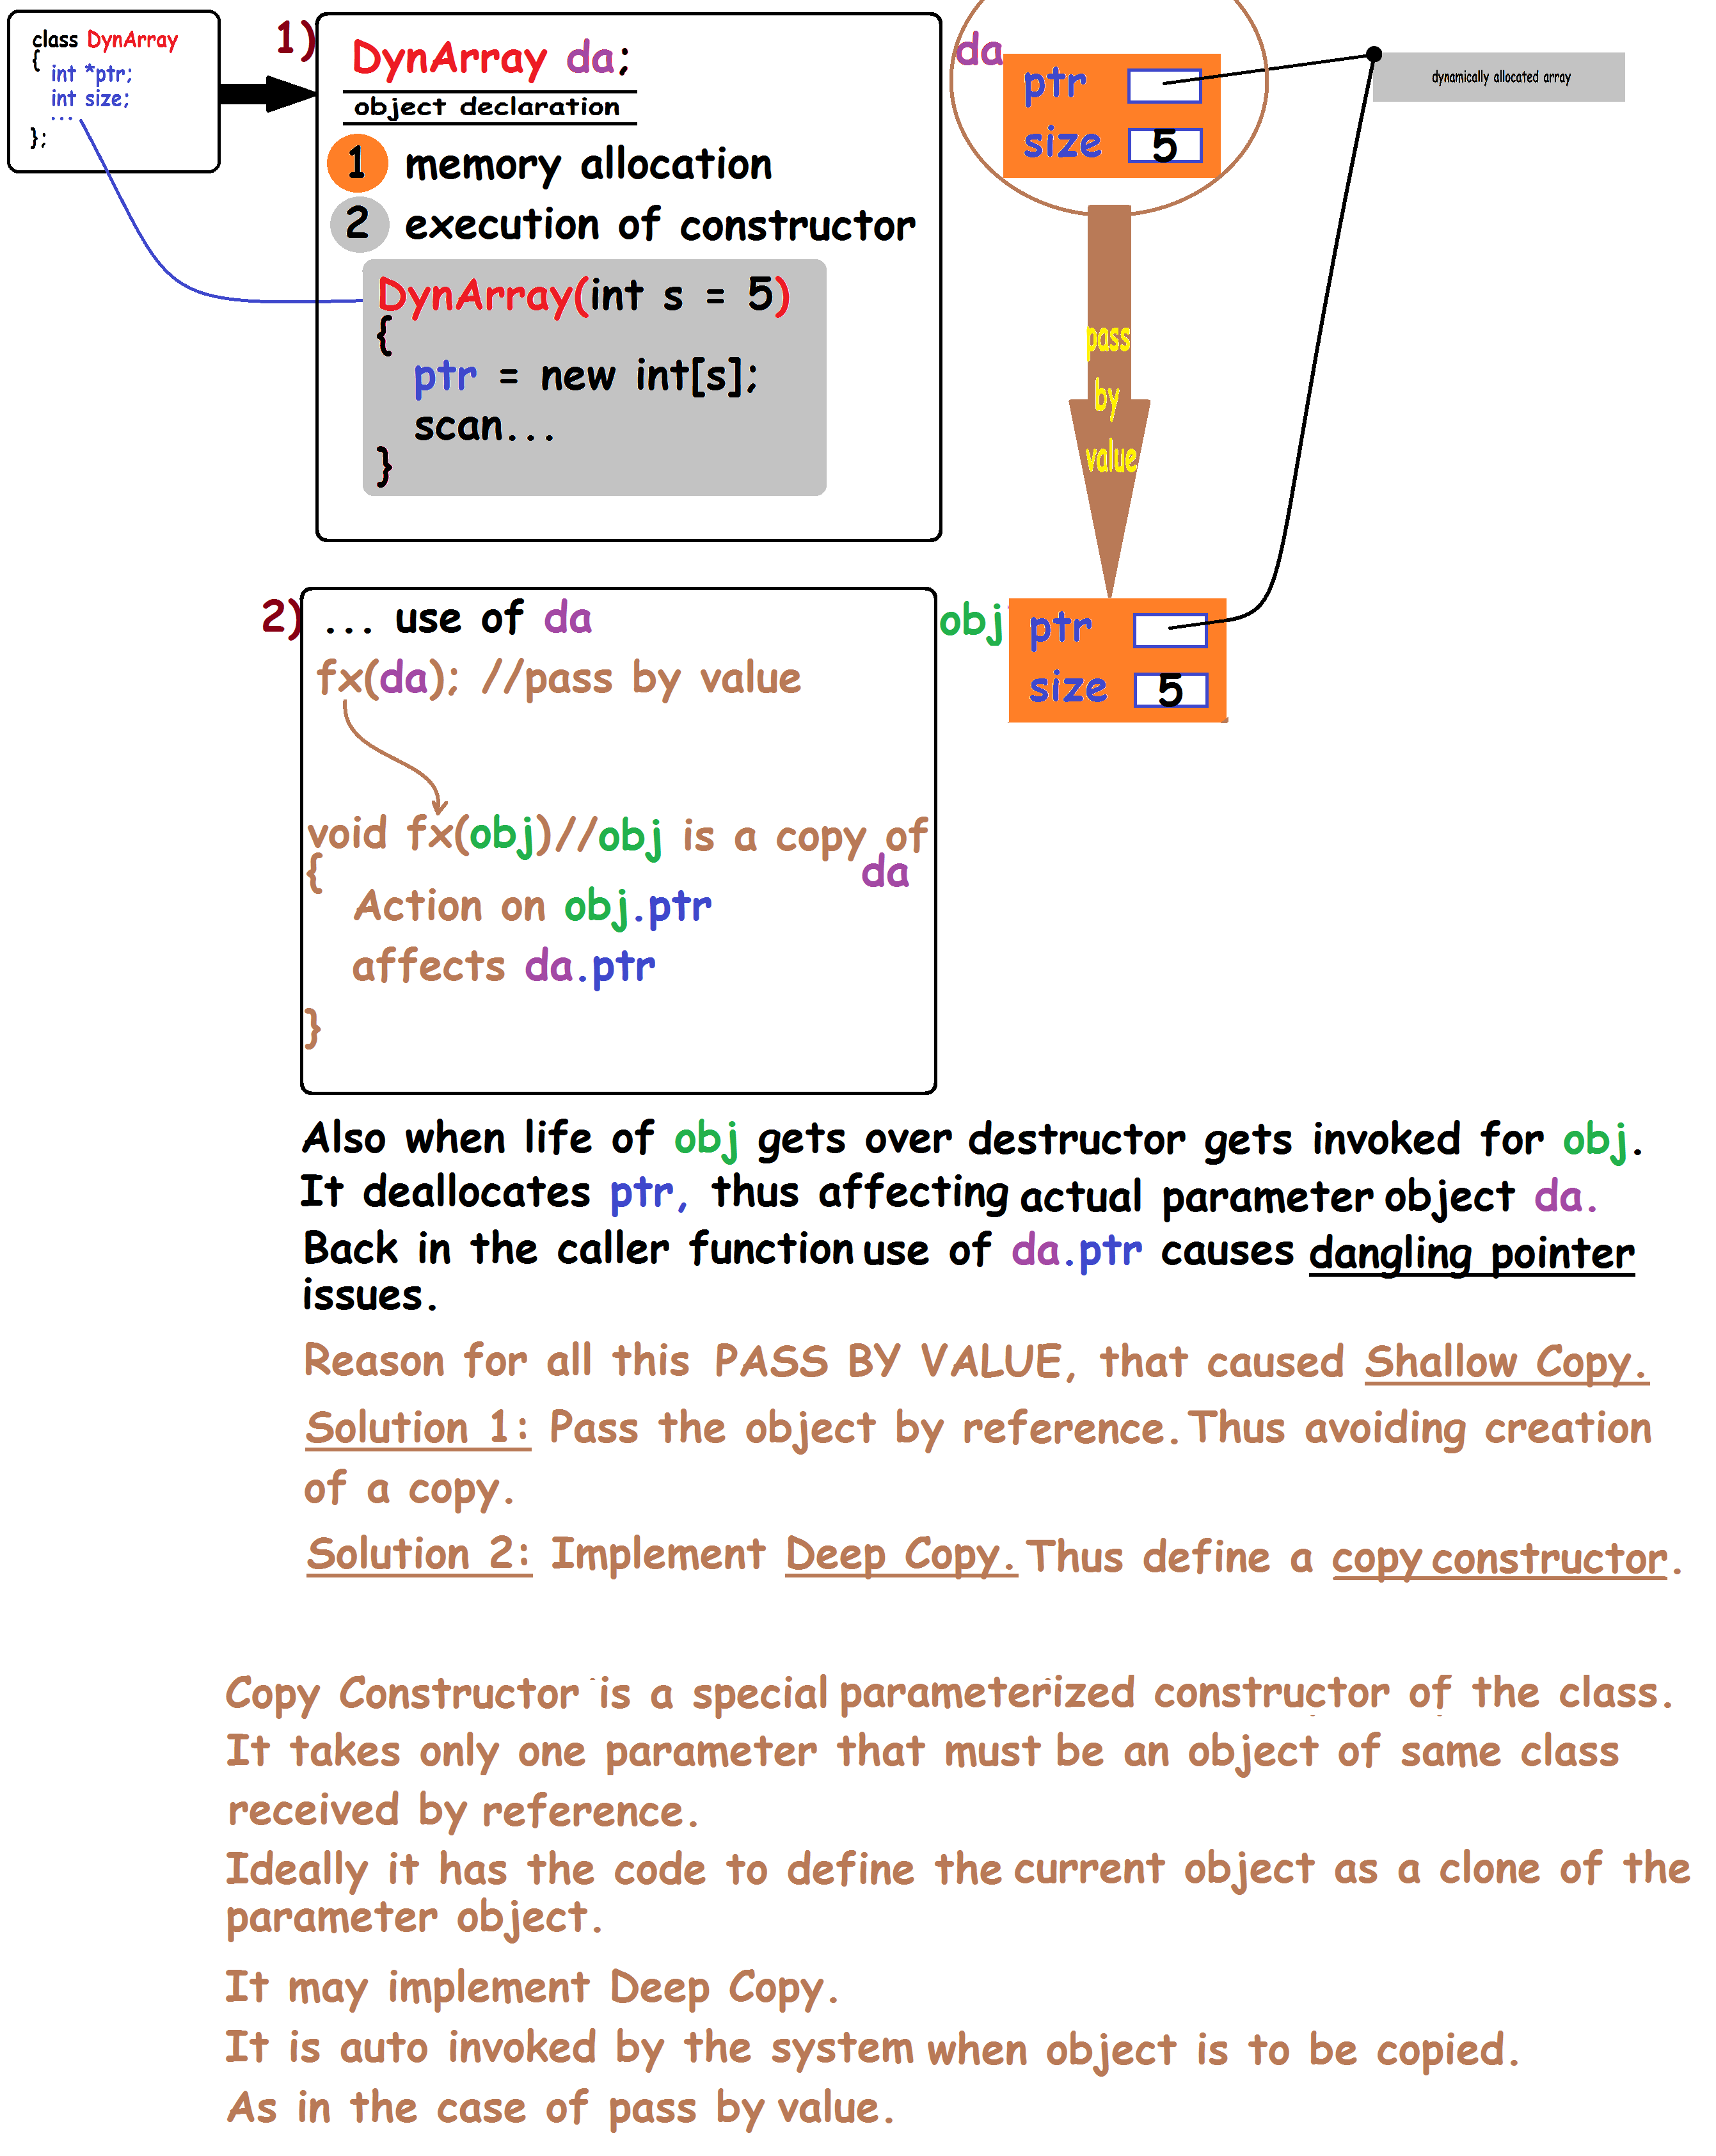 class DynArray
{
int *ptr;
int size;
...
};
1)
DynArray da;
object declaration
1 memory allocation
2 execution of constructor
DynArray(int s = 5)
{
ptr = new int[s];
scan...
}
da
ptr
size 5
dynamically allocated array
pass
by
value
2)
... use of da
fx(da); //pass by value
void fx(obj)//obj is a copy of
da
{
Action on obj.ptr
affects da.ptr
}
obj
ptr
size 5
Also when life of obj gets over destructor gets invoked for obj.
It deallocates ptr, thus affecting actual parameter object da.
Back in the caller function use of da.ptr causes dangling pointer
issues.
Reason for all this PASS BY VALUE, that caused Shallow Copy.
Solution 1: Pass the object by reference. Thus avoiding creation
of a copy.
Solution 2: Implement Deep Copy. Thus define a copy constructor.
Copy Constructor is a special parameterized constructor of the class.
It takes only one parameter that must be an object of same class
received by reference.
Ideally it has the code to define the current object as a clone of the
parameter object.
It may implement Deep Copy.
It is auto invoked by the system when object is to be copied.
As in the case of pass by value.